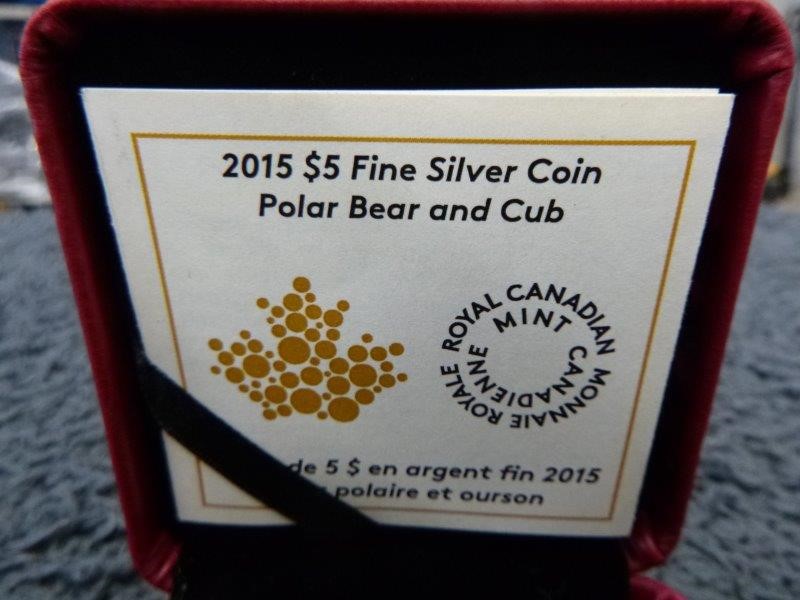 2015 $5 Fine Silver Coin
Polar Bear and Cub
ROYAL CANADIAN MINT
MONNAIE ROYALE CANADIENNE
de 5 $ en argent fin 2015
polaire et ourson